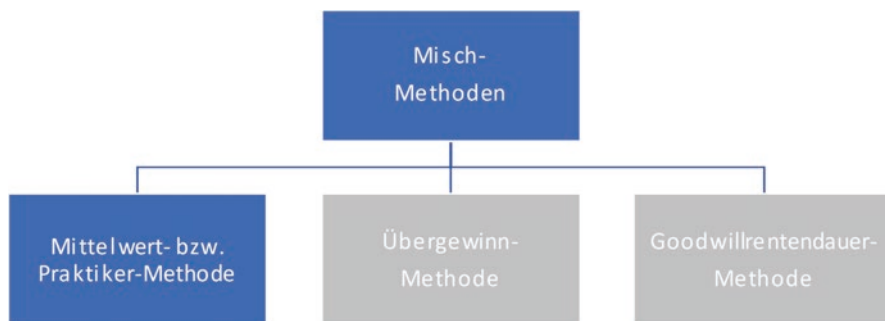 Misch-
Methoden
Mittelwert- bzw.
Praktiker-Methode
Übergewinn-
Methode
Goodwillrentendauer-
Methode